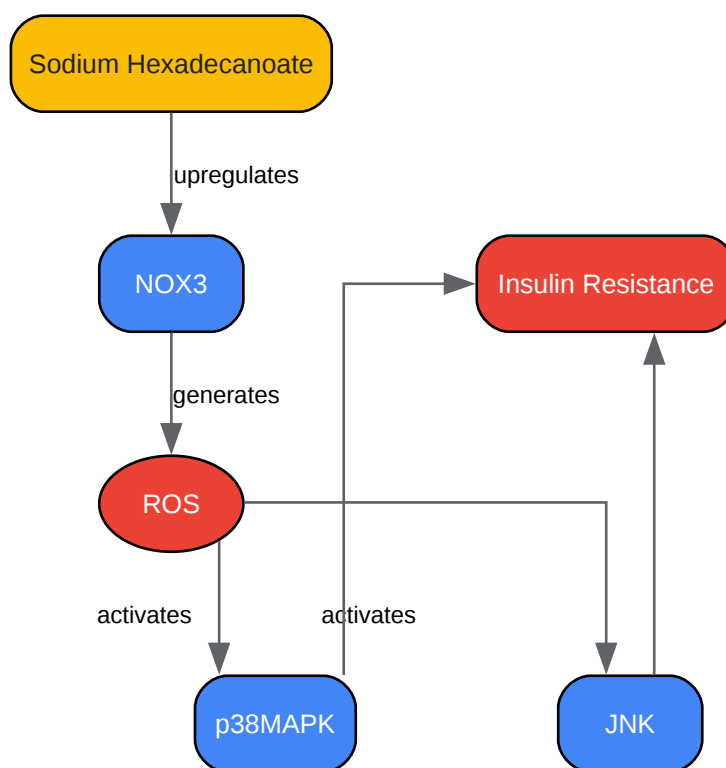 Sodium Hexadecanoate
upregulates
NOX3
Insulin Resistance
generates
ROS
activates
activates
p38MAPK
JNK